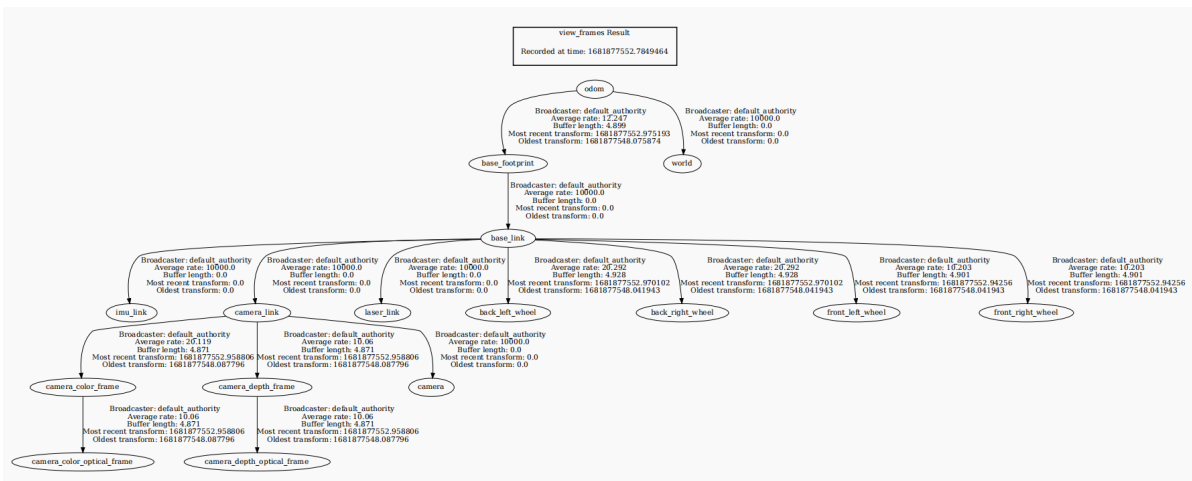 view_frames Result
Recorded at time: 1681877552.7849464
odom
Broadcaster: default_authority
Average rate: 12.247
Buffer length: 4.899
Most recent transform: 1681877552.975193
Oldest transform: 1681877548.075874
Broadcaster: default_authority
Average rate: 10000.0
Buffer length: 0.0
Most recent transform: 0.0
Oldest transform: 0.0
base_footprint
world
Broadcaster: default_authority
Average rate: 10000.0
Buffer length: 0.0
Most recent transform: 0.0
Oldest transform: 0.0
base_link
Broadcaster: default_authority
Average rate: 10000.0
Buffer length: 0.0
Most recent transform: 0.0
Oldest transform: 0.0
Broadcaster: default_authority
Average rate: 10000.0
Buffer length: 0.0
Most recent transform: 0.0
Oldest transform: 0.0
Broadcaster: default_authority
Average rate: 10000.0
Buffer length: 0.0
Most recent transform: 0.0
Oldest transform: 0.0
Broadcaster: default_authority
Average rate: 20.292
Buffer length: 4.928
Most recent transform: 1681877552.970102
Oldest transform: 1681877548.041943
Broadcaster: default_authority
Average rate: 20.292
Buffer length: 4.928
Most recent transform: 1681877552.970102
Oldest transform: 1681877548.041943
Broadcaster: default_authority
Average rate: 10.203
Buffer length: 4.901
Most recent transform: 1681877552.94256
Oldest transform: 1681877548.041943
Broadcaster: default_authority
Average rate: 10.203
Buffer length: 4.901
Most recent transform: 1681877552.94256
Oldest transform: 1681877548.041943
imu_link
camera_link
laser_link
back_left_wheel
back_right_wheel
front_left_wheel
front_right_wheel
Broadcaster: default_authority
Average rate: 20.119
Buffer length: 4.871
Most recent transform: 1681877552.958806
Oldest transform: 1681877548.087796
Broadcaster: default_authority
Average rate: 10.06
Buffer length: 4.871
Most recent transform: 1681877552.958806
Oldest transform: 1681877548.087796
Broadcaster: default_authority
Average rate: 10000.0
Buffer length: 0.0
Most recent transform: 0.0
Oldest transform: 0.0
camera_color_frame
camera_depth_frame
camera
Broadcaster: default_authority
Average rate: 10.06
Buffer length: 4.871
Most recent transform: 1681877552.958806
Oldest transform: 1681877548.087796
Broadcaster: default_authority
Average rate: 10.06
Buffer length: 4.871
Most recent transform: 1681877552.958806
Oldest transform: 1681877548.087796
camera_color_optical_frame
camera_depth_optical_frame